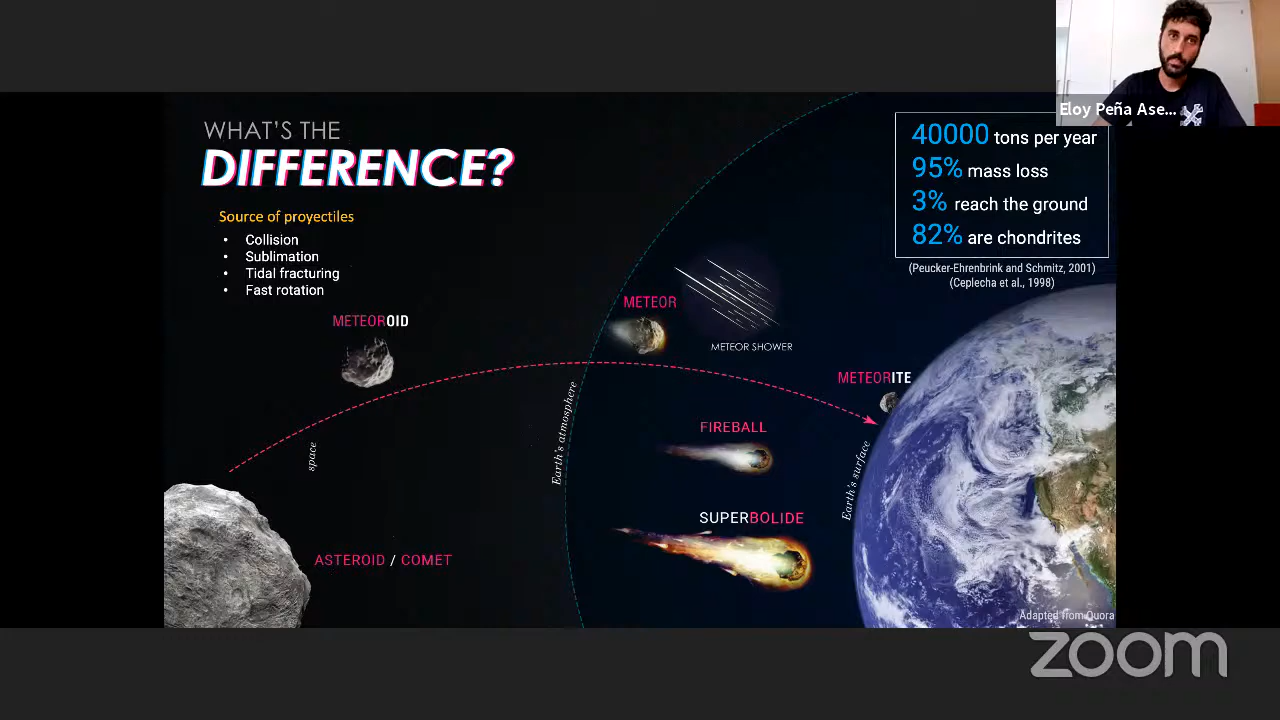 Eloy Peña Ase...
WHAT'S THE
DIFFERENCE?
40000 tons per year
95% mass loss
3% reach the ground
82% are chondrites
(Peucker-Ehrenbrink and Schmitz, 2001)
(Ceplecha et al., 1998)
Source of proyectiles
• Collision
• Sublimation
• Tidal fracturing
• Fast rotation
METEOROID
METEOR
METEOR SHOWER
METEORITE
space
Earth's atmosphere
FIREBALL
Earth's surface
SUPERBOLIDE
ASTEROID / COMET
Adapted from Quora
zoom